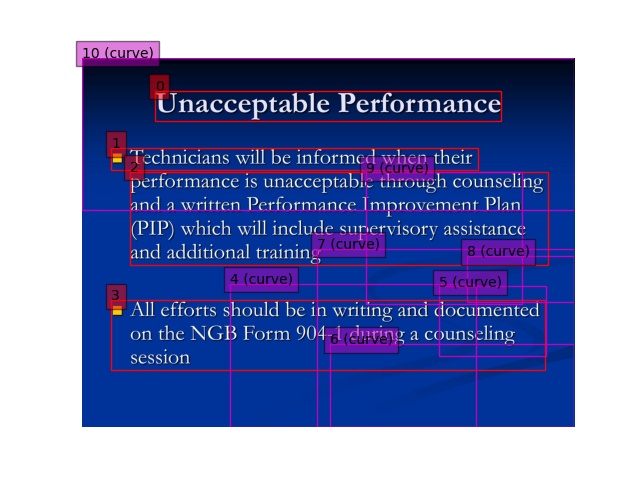 10 (curve)
0
Unacceptable Performance
1
Technicians will be informed when their
2
9 (curve)
performance is unacceptable through counseling
and a written Performance Improvement Plan
(PIP) which will include supervisory assistance
7 (curve)
8 (curve)
and additional training
4 (curve)
5 (curve)
3
All efforts should be in writing and documented
on the NGB Form 904-1 during a counseling
6 (curve)
session